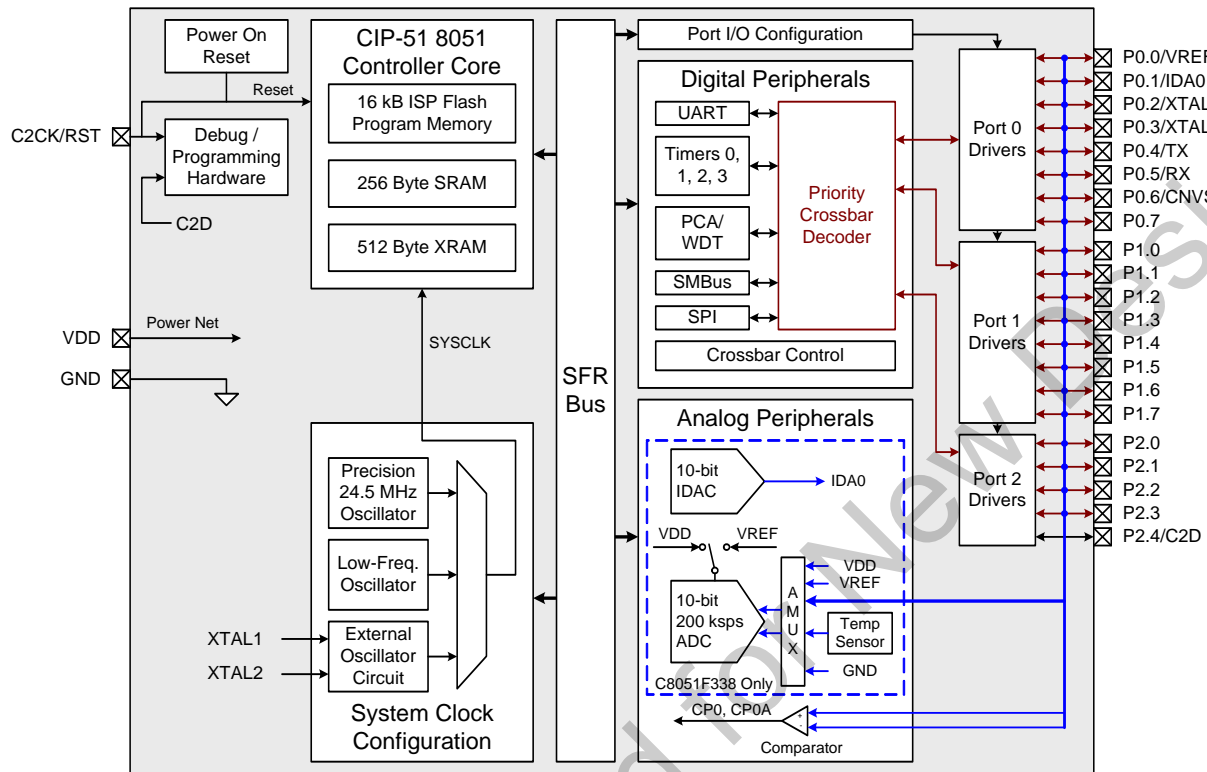 Power On
Reset
Reset
C2CK/RST
Debug /
Programming
Hardware
C2D
VDD
Power Net
GND
CIP-51 8051
Controller Core
16 kB ISP Flash
Program Memory
256 Byte SRAM
512 Byte XRAM
SYSCLK
Precision
24.5 MHz
Oscillator
Low-Freq.
Oscillator
XTAL1
XTAL2
External
Oscillator
Circuit
System Clock
Configuration
SFR
Bus
Port I/O Configuration
Digital Peripherals
UART
Timers 0,
1, 2, 3
PCA/
WDT
SMBus
SPI
Priority
Crossbar
Decoder
Crossbar Control
Analog Peripherals
10-bit
IDAC
IDA0
VDD
VREF
10-bit
200 ksps
ADC
A
M
U
X
VDD
VREF
Temp
Sensor
GND
C8051F338 Only
CP0, CP0A
+
-
Comparator
Port 0
Drivers
Port 1
Drivers
Port 2
Drivers
P0.0/VREF
P0.1/IDA0
P0.2/XTAL
P0.3/XTAL
P0.4/TX
P0.5/RX
P0.6/CNVS
P0.7
P1.0
P1.1
P1.2
P1.3
P1.4
P1.5
P1.6
P1.7
P2.0
P2.1
P2.2
P2.3
P2.4/C2D
d for New Desi